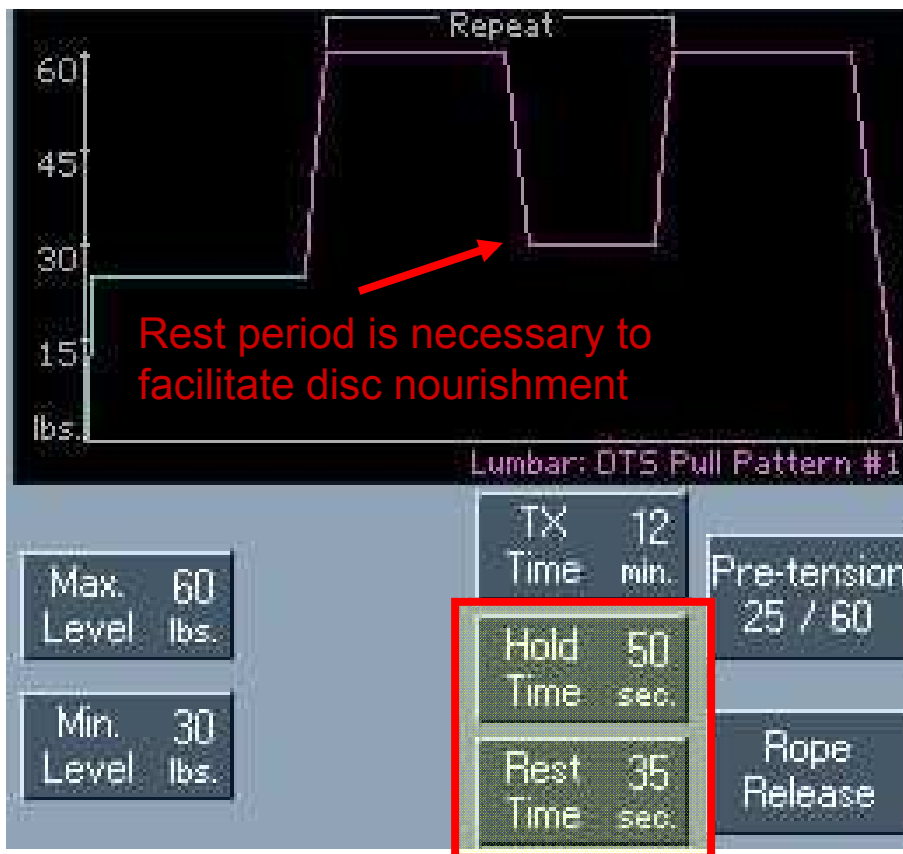 Repeat
60
45
30
Rest period is necessary to
facilitate disc nourishment
15
lbs.
Lumbar: DTS Pull Pattern #1
TX 12
Time min.
Max. 60
Level lbs.
Pre-tension
25 / 60
Hold 50
Time sec.
Min. 30
Level lbs.
Rest 35
Time sec.
Rope
Release